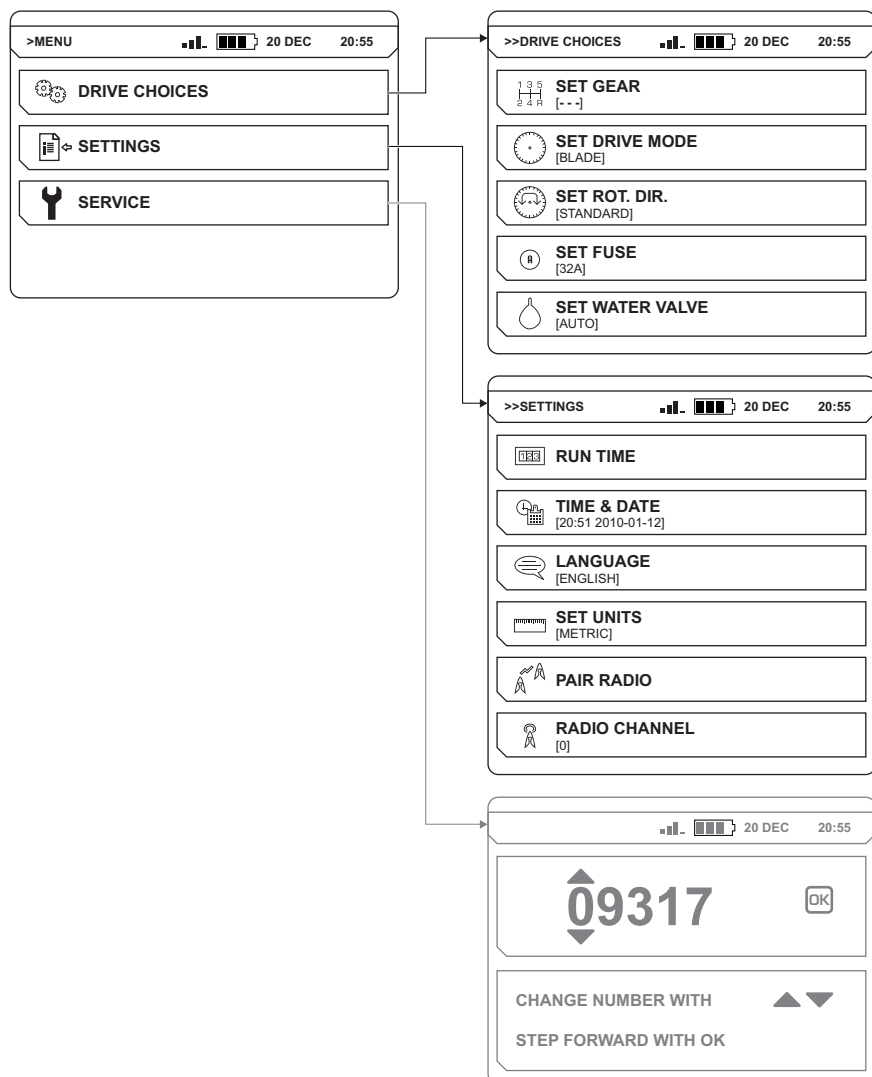 >MENU 20 DEC 20:55
DRIVE CHOICES
SETTINGS
SERVICE
>>DRIVE CHOICES 20 DEC 20:55
1 3 5
2 4 R
SET GEAR
[- - -]
SET DRIVE MODE
[BLADE]
SET ROT. DIR.
[STANDARD]
A
SET FUSE
[32A]
SET WATER VALVE
[AUTO]
>>SETTINGS 20 DEC 20:55
123
RUN TIME
TIME & DATE
[20:51 2010-01-12]
LANGUAGE
[ENGLISH]
SET UNITS
[METRIC]
PAIR RADIO
RADIO CHANNEL
[0]
20 DEC 20:55
09317 OK
CHANGE NUMBER WITH
STEP FORWARD WITH OK